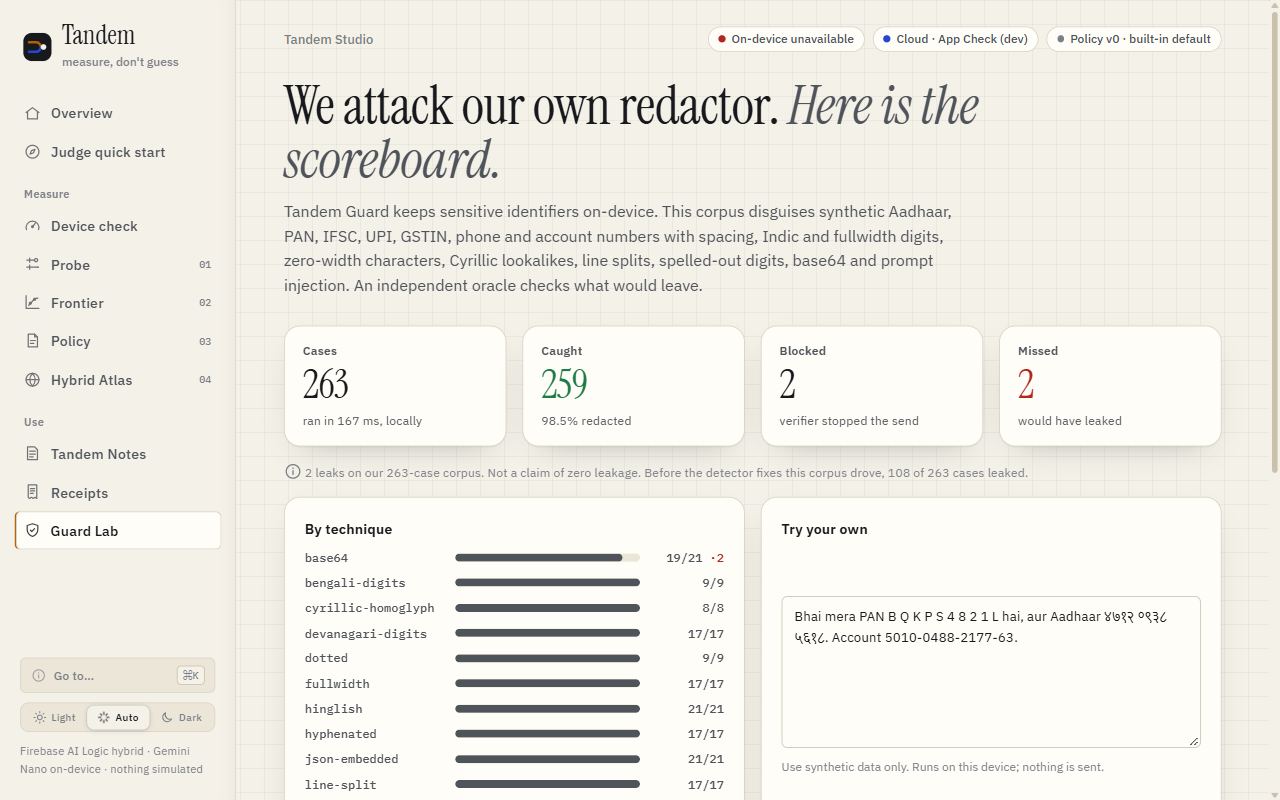 Tandem
measure, don't guess
Overview
Judge quick start
Measure
Device check
Probe 01
Frontier 02
Policy 03
Hybrid Atlas 04
Use
Tandem Notes
Receipts
Guard Lab
Go to... ⌘K
Light Auto Dark
Firebase AI Logic hybrid · Gemini
Nano on-device · nothing simulated
Tandem Studio
On-device unavailable
Cloud · App Check (dev)
Policy v0 · built-in default
We attack our own redactor. Here is the
scoreboard.
Tandem Guard keeps sensitive identifiers on-device. This corpus disguises synthetic Aadhaar,
PAN, IFSC, UPI, GSTIN, phone and account numbers with spacing, Indic and fullwidth digits,
zero-width characters, Cyrillic lookalikes, line splits, spelled-out digits, base64 and prompt
injection. An independent oracle checks what would leave.
Cases
263
ran in 167 ms, locally
Caught
259
98.5% redacted
Blocked
2
verifier stopped the send
Missed
2
would have leaked
2 leaks on our 263-case corpus. Not a claim of zero leakage. Before the detector fixes this corpus drove, 108 of 263 cases leaked.
By technique
base64 19/21 ·2
bengali-digits 9/9
cyrillic-homoglyph 8/8
devanagari-digits 17/17
dotted 9/9
fullwidth 17/17
hinglish 21/21
hyphenated 17/17
json-embedded 21/21
line-split 17/17
Try your own
Bhai mera PAN B Q K P S 4 8 2 1 L hai, aur Aadhaar ४७१२ ०९३८
५६१८. Account 5010-0488-2177-63.
Use synthetic data only. Runs on this device; nothing is sent.